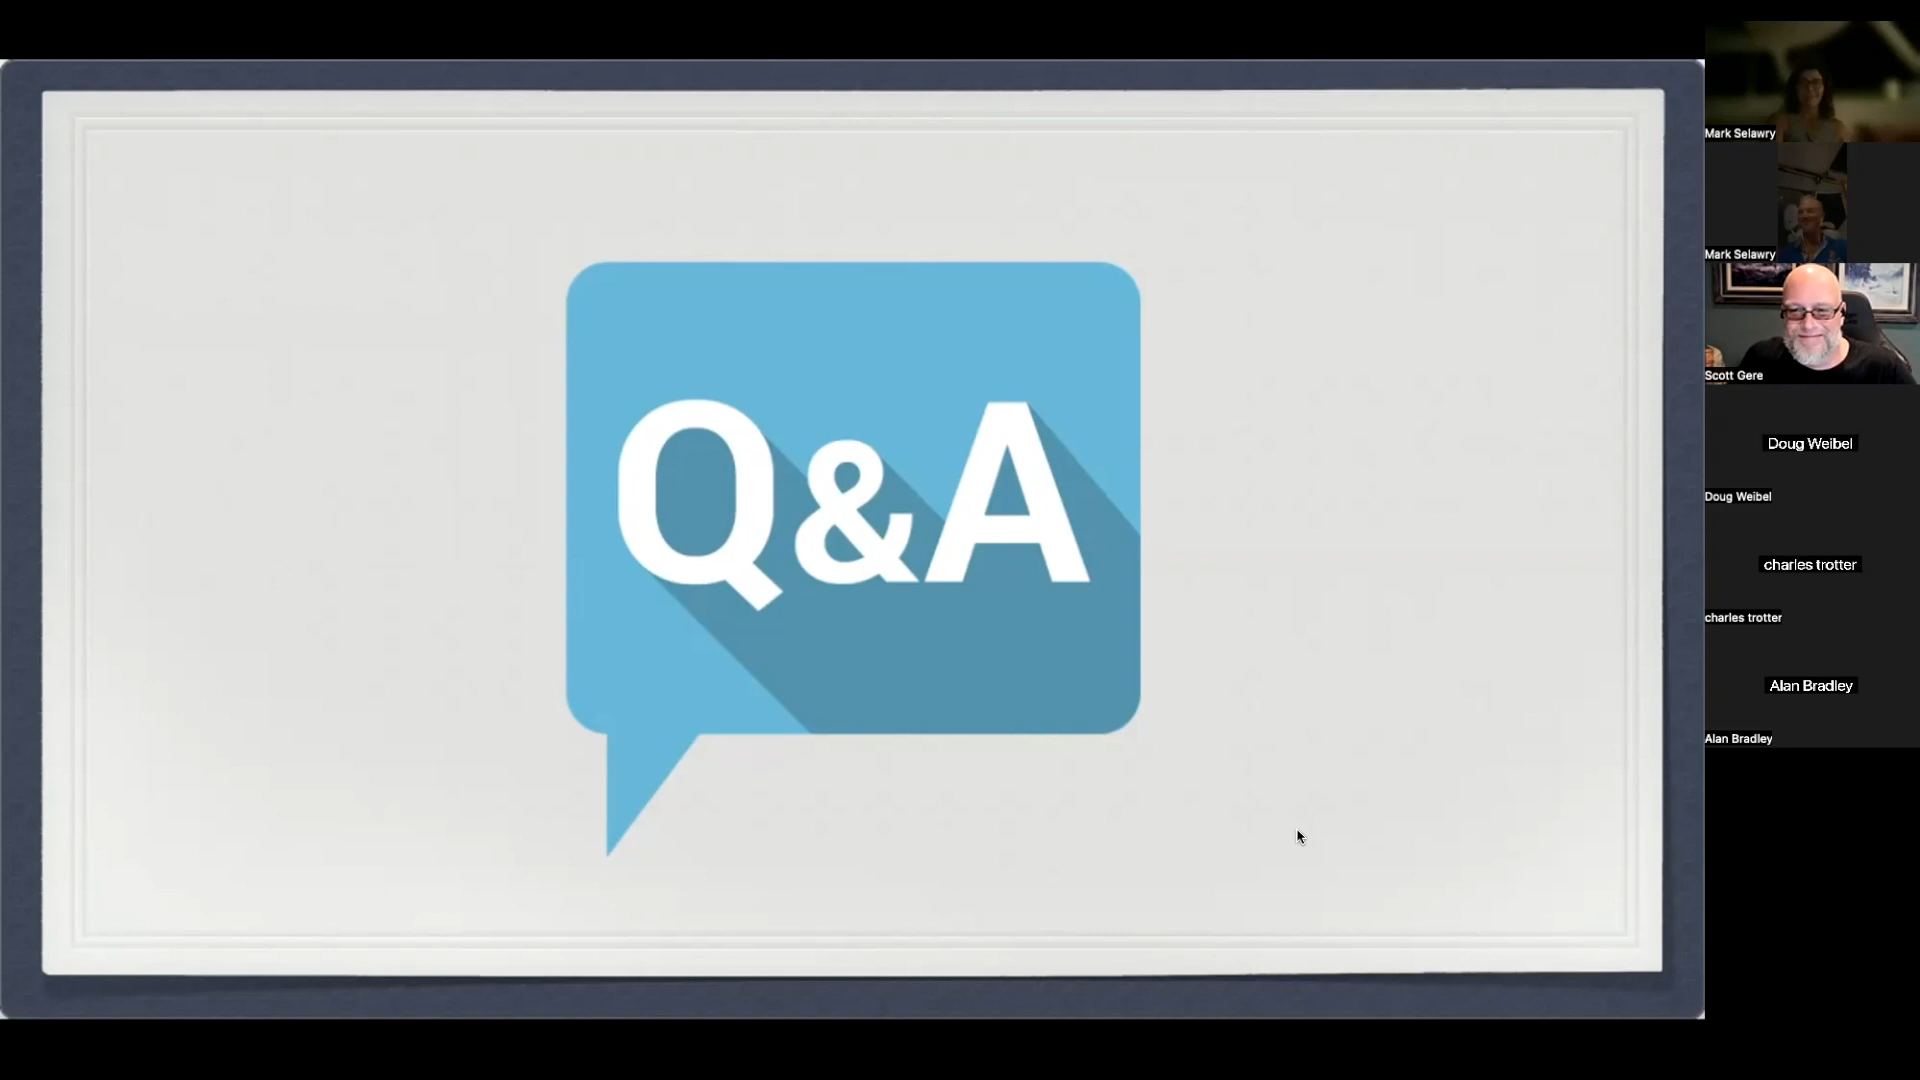 Q&A
Mark Selawry
Mark Selawry
Scott Gere
Doug Weibel
Doug Weibel
charles trotter
charles trotter
Alan Bradley
Alan Bradley